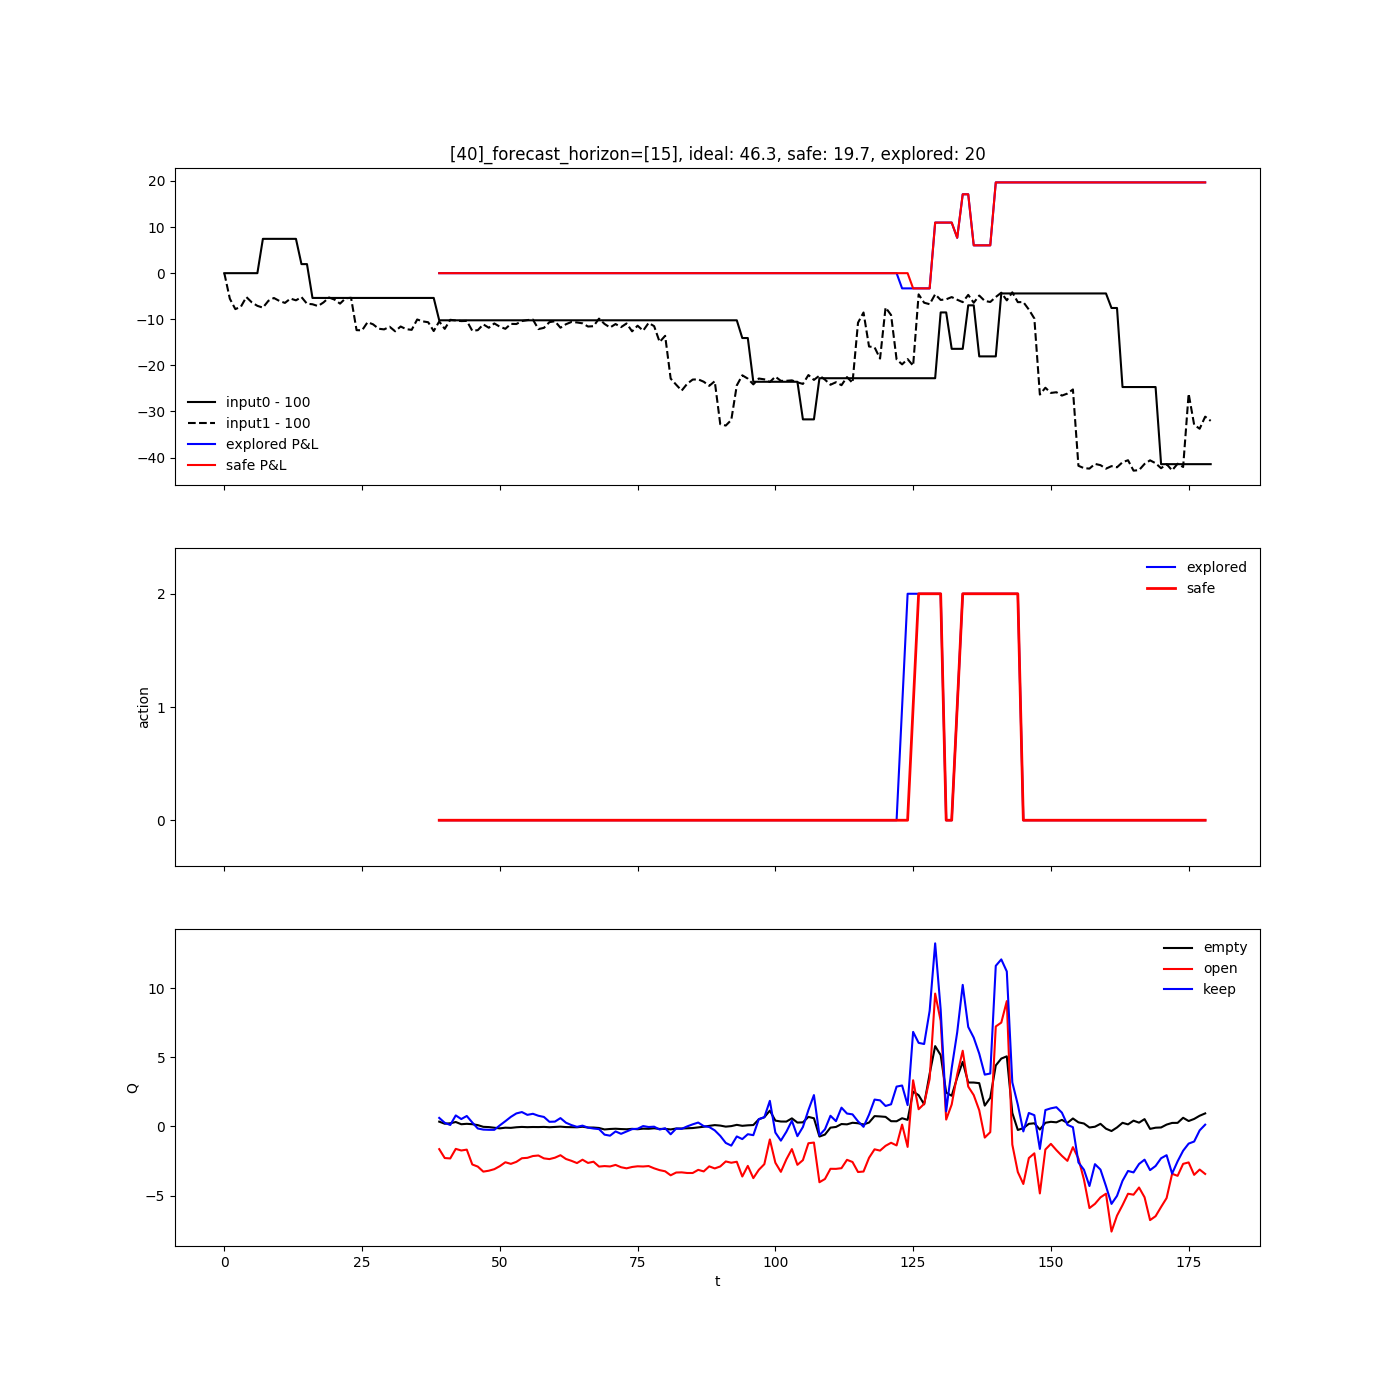 [40]_forecast_horizon=[15], ideal: 46.3, safe: 19.7, explored: 20
20
10
0
−10
−20
−30
−40
input0 - 100
input1 - 100
explored P&L
safe P&L
2
1
0
action
explored
safe
10
5
0
−5
Q
empty
open
keep
0 25 50 75 100 125 150 175
t